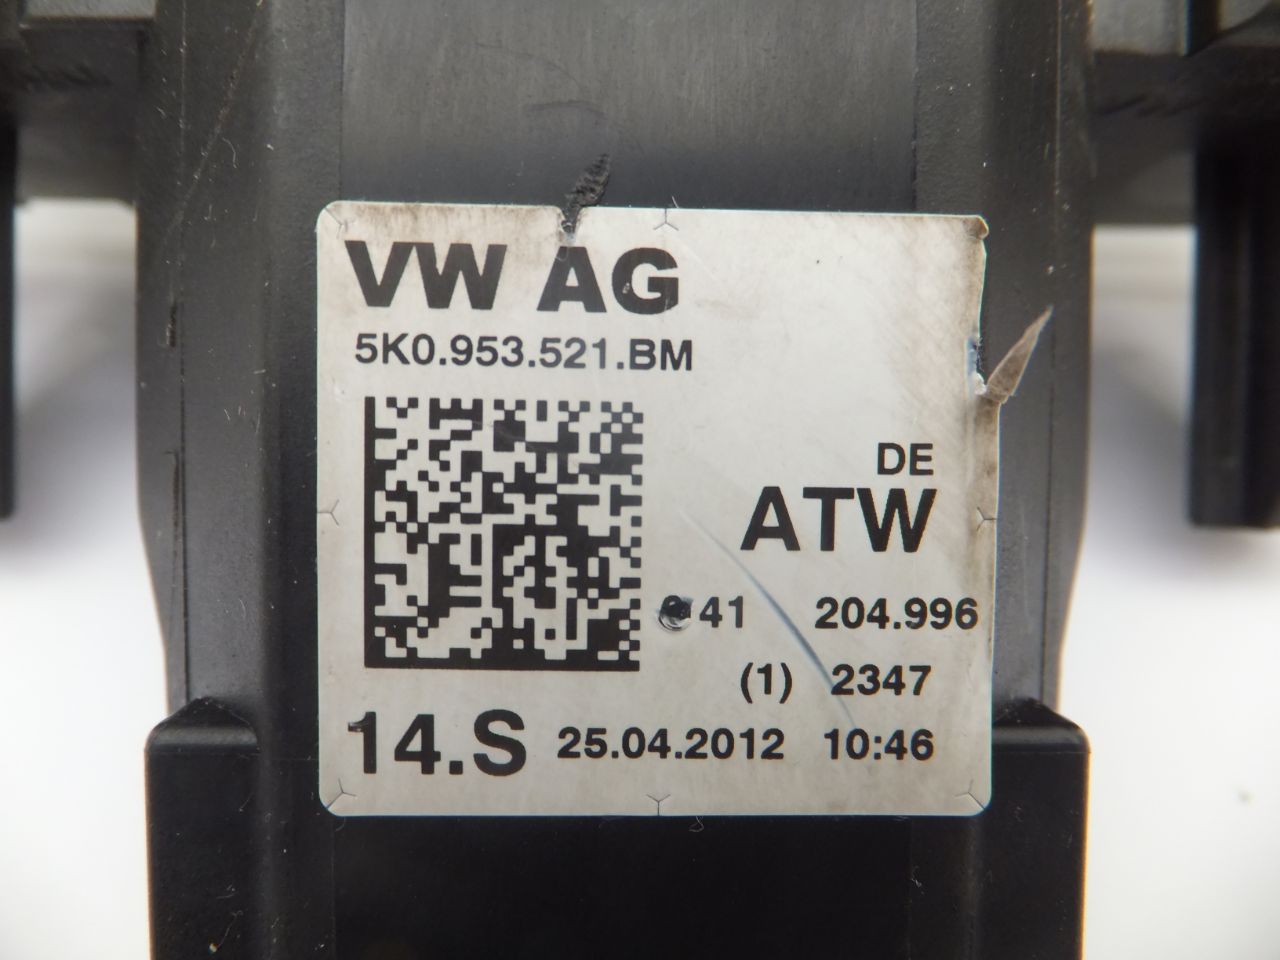 VW AG
5K0.953.521.BM
DE
ATW
41 204.996
(1) 2347
14.S 25.04.2012 10:46